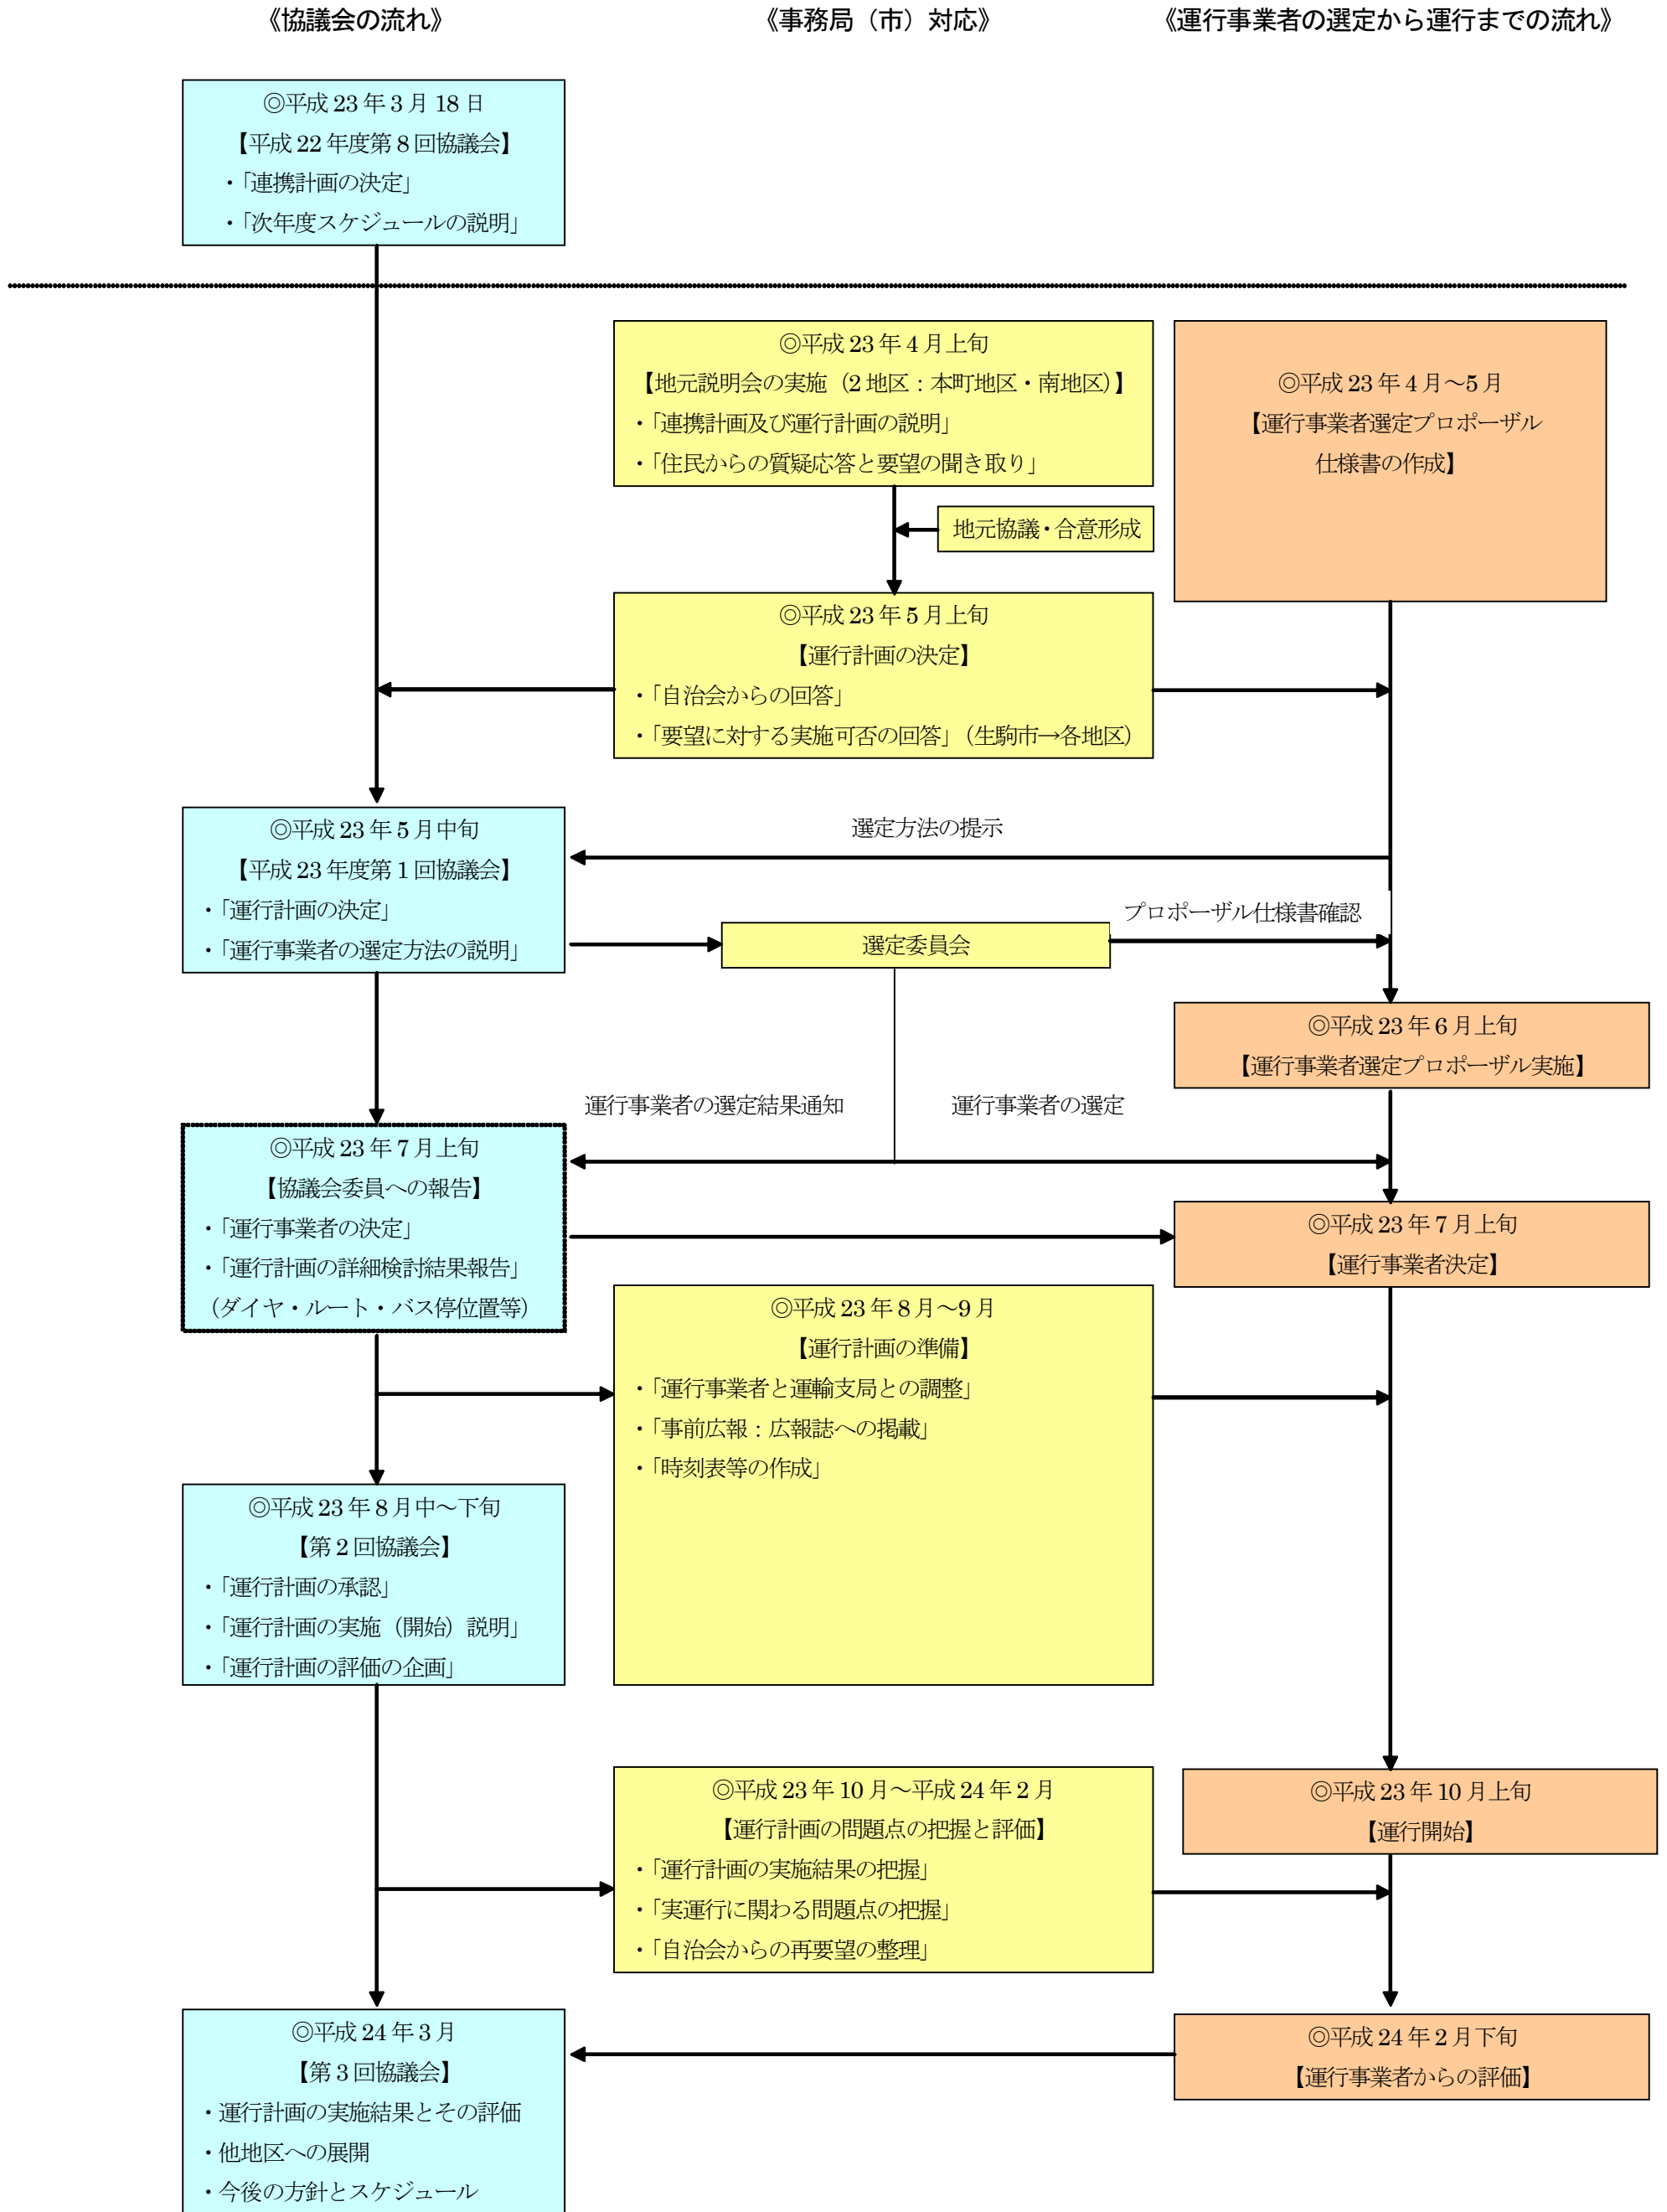 《協議会の流れ》
《事務局（市）対応》
《運行事業者の選定から運行までの流れ》
◎平成23年3月18日
【平成22年度第8回協議会】
・「連携計画の決定」
・「次年度スケジュールの説明」
◎平成23年4月上旬
【地元説明会の実施（2地区：本町地区・南地区）】
・「連携計画及び運行計画の説明」
・「住民からの質疑応答と要望の聞き取り」
◎平成23年4月～5月
【運行事業者選定プロポーザル
仕様書の作成】
地元協議・合意形成
◎平成23年5月上旬
【運行計画の決定】
・「自治会からの回答」
・「要望に対する実施可否の回答」（生駒市→各地区）
◎平成23年5月中旬
【平成23年度第1回協議会】
・「運行計画の決定」
・「運行事業者の選定方法の説明」
選定方法の提示
選定委員会
プロポーザル仕様書確認
◎平成23年6月上旬
【運行事業者選定プロポーザル実施】
運行事業者の選定結果通知
運行事業者の選定
◎平成23年7月上旬
【協議会委員への報告】
・「運行事業者の決定」
・「運行計画の詳細検討結果報告」
（ダイヤ・ルート・バス停位置等）
◎平成23年7月上旬
【運行事業者決定】
◎平成23年8月～9月
【運行計画の準備】
・「運行事業者と運輸支局との調整」
・「事前広報：広報誌への掲載」
・「時刻表等の作成」
◎平成23年8月中～下旬
【第2回協議会】
・「運行計画の承認」
・「運行計画の実施（開始）説明」
・「運行計画の評価の企画」
◎平成23年10月～平成24年2月
【運行計画の問題点の把握と評価】
・「運行計画の実施結果の把握」
・「実運行に関わる問題点の把握」
・「自治会からの再要望の整理」
◎平成23年10月上旬
【運行開始】
◎平成24年3月
【第3回協議会】
・運行計画の実施結果とその評価
・他地区への展開
・今後の方針とスケジュール
◎平成24年2月下旬
【運行事業者からの評価】